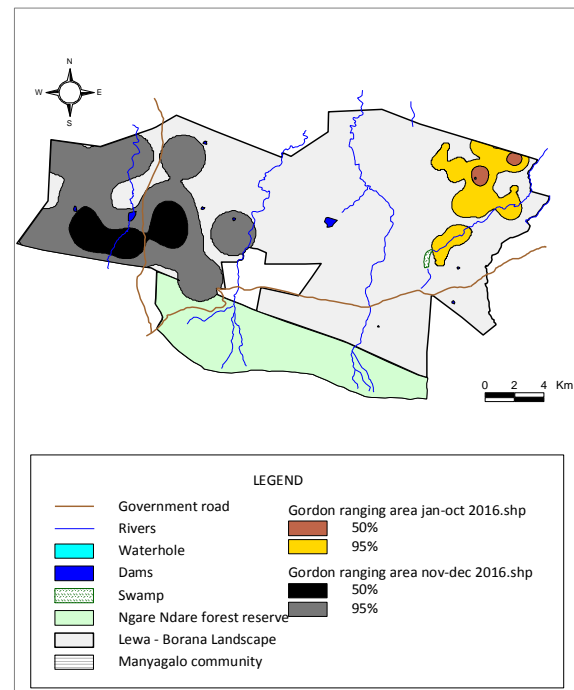 N
W E
S
0 2 4 Km
LEGEND
Government road
Rivers
Waterhole
Dams
Swamp
Ngare Ndare forest reserve
Lewa - Borana Landscape
Manyagalo community
Gordon ranging area jan-oct 2016.shp
50%
95%
Gordon ranging area nov-dec 2016.shp
50%
95%